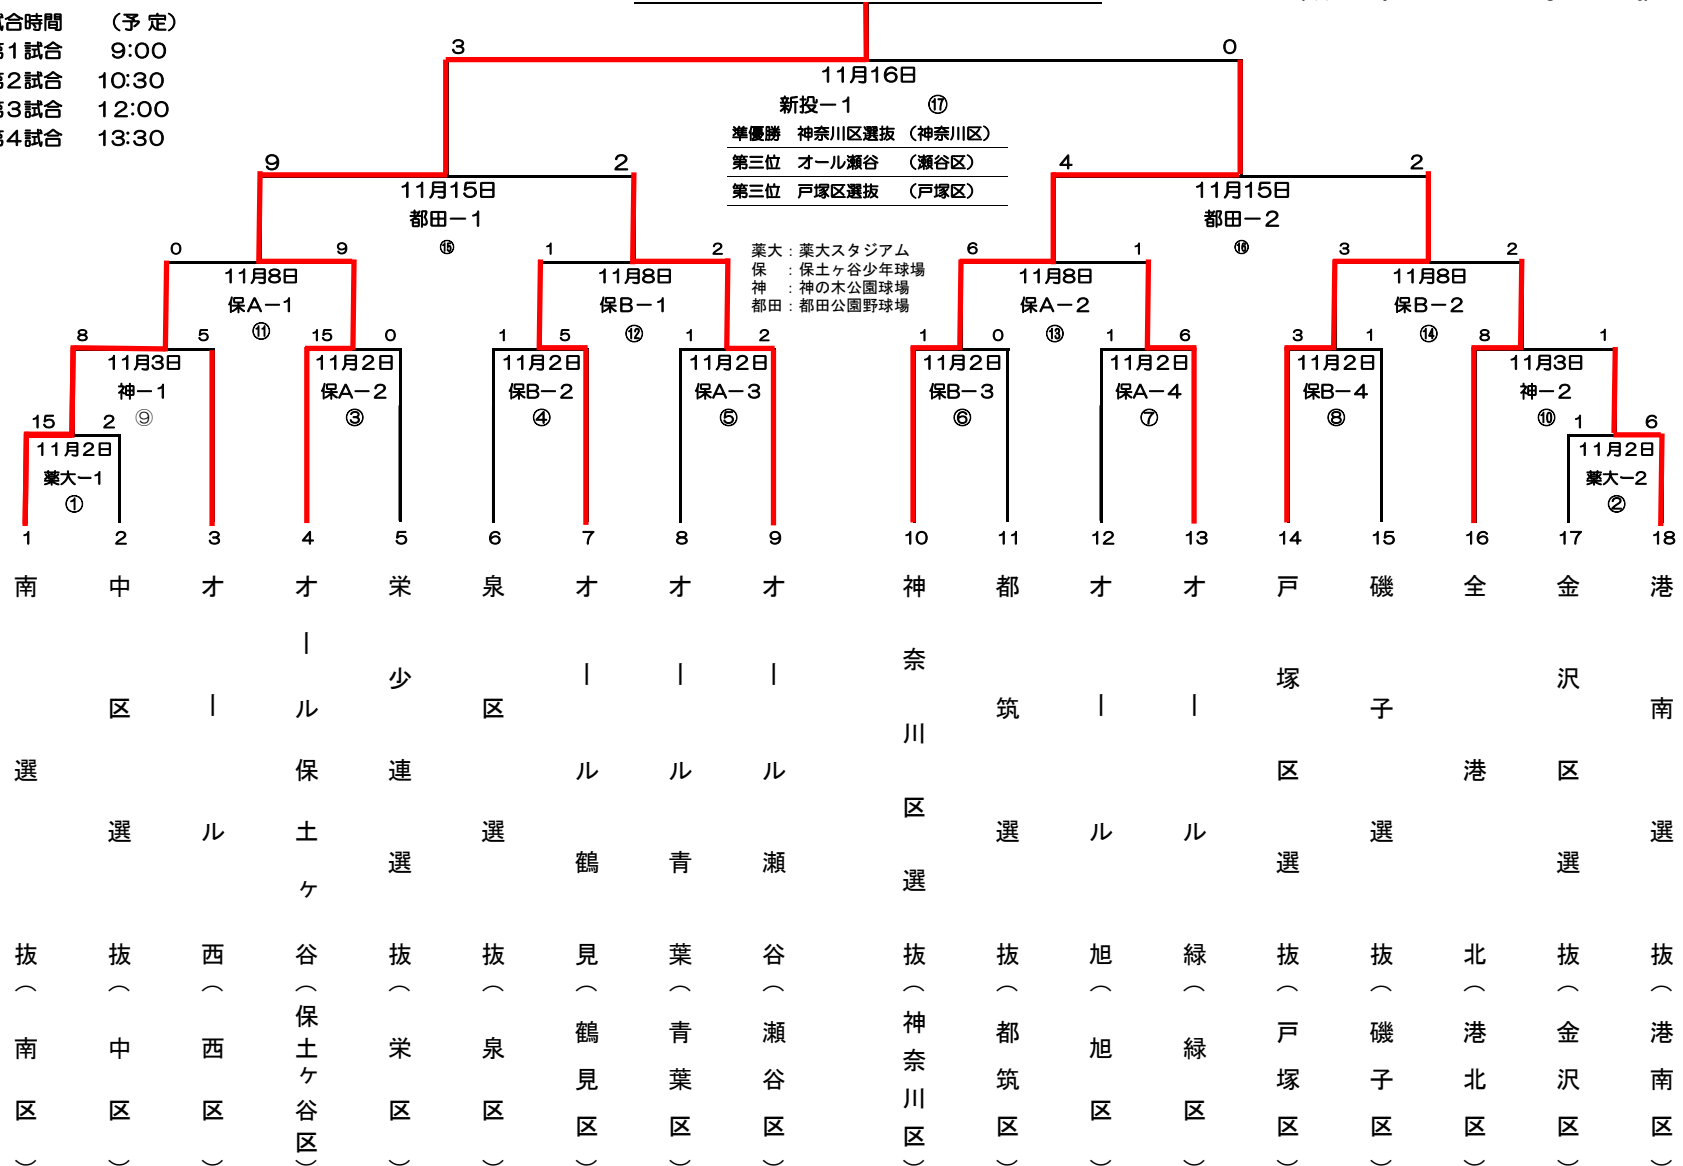 試合時間 （予 定）
第1試合 9:00
第2試合 10:30
第3試合 12:00
第4試合 13:30
3 0
11月16日
新投－1 ⑰
準優勝 神奈川区選抜 （神奈川区）
第三位 オール瀬谷 （瀬谷区）
第三位 戸塚区選抜 （戸塚区）
9 2 4 2
11月15日 11月15日
都田－1 都田－2
⑮ ⑯
薬大：薬大スタジアム
保 ：保土ヶ谷少年球場
神 ：神の木公園球場
都田：都田公園野球場
0 9 1 2 6 1 3 2
11月8日 11月8日 11月8日 11月8日
保A－1 保B－1 保A－2 保B－2
⑪ ⑫ ⑬ ⑭
8 5 15 0 1 5 1 2 1 0 1 6 3 1 8 1
11月3日 11月2日 11月2日 11月2日 11月2日 11月2日 11月2日 11月3日
神－1 保A－2 保B－2 保A－3 保B－3 保A－4 保B－4 神－2
⑨ ③ ④ ⑤ ⑥ ⑦ ⑧ ⑩
15 2 1 6
11月2日 11月2日
薬大－1 薬大－2
① ②
1 2 3 4 5 6 7 8 9 10 11 12 13 14 15 16 17 18
南選抜（南区）
中区選抜（中区）
オール西（西区）
オール保土ヶ谷（保土ヶ谷区）
栄少連選抜（栄区）
泉区選抜（泉区）
オール鶴見（鶴見区）
オール青葉（青葉区）
オール瀬谷（瀬谷区）
神奈川区選抜（神奈川区）
都筑選抜（都筑区）
オール旭（旭区）
オール緑（緑区）
戸塚区選抜（戸塚区）
磯子選抜（磯子区）
全港北（港北区）
金沢区選抜（金沢区）
港南選抜（港南区）